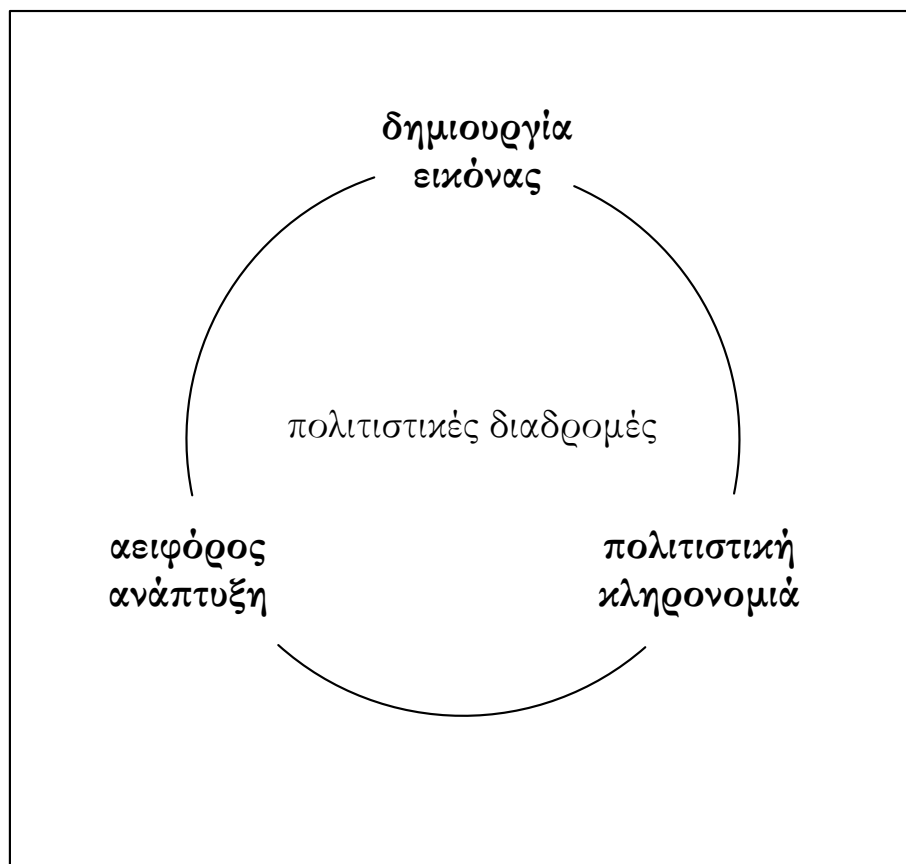 δημιουργία
εικόνας
πολιτιστικές διαδρομές
αειφόρος
ανάπτυξη
πολιτιστική
κληρονομιά